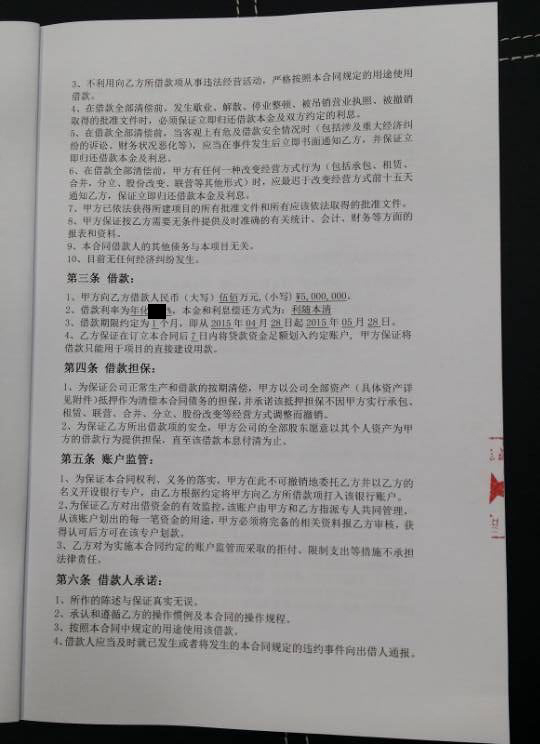 3、不利用向乙方所借款项从事违法经营活动，严格按照本合同规定的用途使用
借款。
4、在借款全部清偿前，发生歇业、解散、停业整顿、被吊销营业执照、被撤销
取得的批准文件时，必须保证立即归还借款本金及双方约定的利息。
5、在借款全部清偿前，当客观上有危及借款安全情况时（包括涉及重大经济纠
纷的诉讼、财务状况恶化等），应当在事件发生后立即书面通知乙方，并保证立
即归还借款本金及利息。
6、在借款全部清偿前，甲方有任何一种改变经营方式行为（包括承包、租赁、
合并，分立、股份改变、联营等其他形式）时，应最迟于改变经营方式前十五天
通知乙方，保证立即归还借款本金及利息。
7、甲方已依法获得所建项目的所有批准文件和所有应该依法取得的批准文件。
8、甲方保证按乙方需要无条件提供及时准确的有关统计、会计、财务等方面的
报表和资料。
9、本合同借款人的其他债务与本项目无关。
10、目前无任何经济纠纷发生。
第三条 借款：
1、甲方向乙方借款人民币（大写）伍佰万元,(小写)¥5,000,000。
2、借款利率为年化 %，本金和利息偿还方式为：利随本清
3、借款期限约定为1个月，即从2015年04月28日起2015年05月28日。
4、乙方保证在订立本合同后7日内将贷款资金足额划入约定账户, 甲方保证将
借款只能用于项目的直接建设用款。
第四条 借款担保：
1、为保证公司正常生产和借款的按期清偿，甲方以公司全部资产（具体资产详
见附件)抵押作为清偿本合同债务的担保,并承诺该抵押担保不因甲方实行承包、
租赁、联营、合并、分立、股份改变等经营方式调整而撤销。
2、为保证乙方所出借款项的安全，甲方公司的全部股东愿意以其个人资产为甲
方的借款行为提供担保，直至该借款本息付清为止。
第五条 账户监管：
1、为保证本合同权利、义务的落实，甲方在此不可撤销地委托乙方并以乙方的
名义开设银行专户，由乙方根据约定将甲方向乙方所借款项打入该银行账户。
2、为保证乙方对出借资金的有效监控,该账户由甲方和乙方指派专人共同管理,
从该账户划出的每一笔资金的用途，甲方必须将完备的相关资料报乙方审核，获
得认可后方可在该专户划款。
3、乙方对为实施本合同约定的账户监管而采取的拒付、限制支出等措施不承担
法律责任。
第六条 借款人承诺：
1、所作的陈述与保证真实无误。
2、承认和遵循乙方的操作惯例及本合同的操作规程。
3、按照本合同中规定的用途使用该借款。
4、借款人应当及时就已发生或者将发生的本合同规定的违约事件向出借人通报。